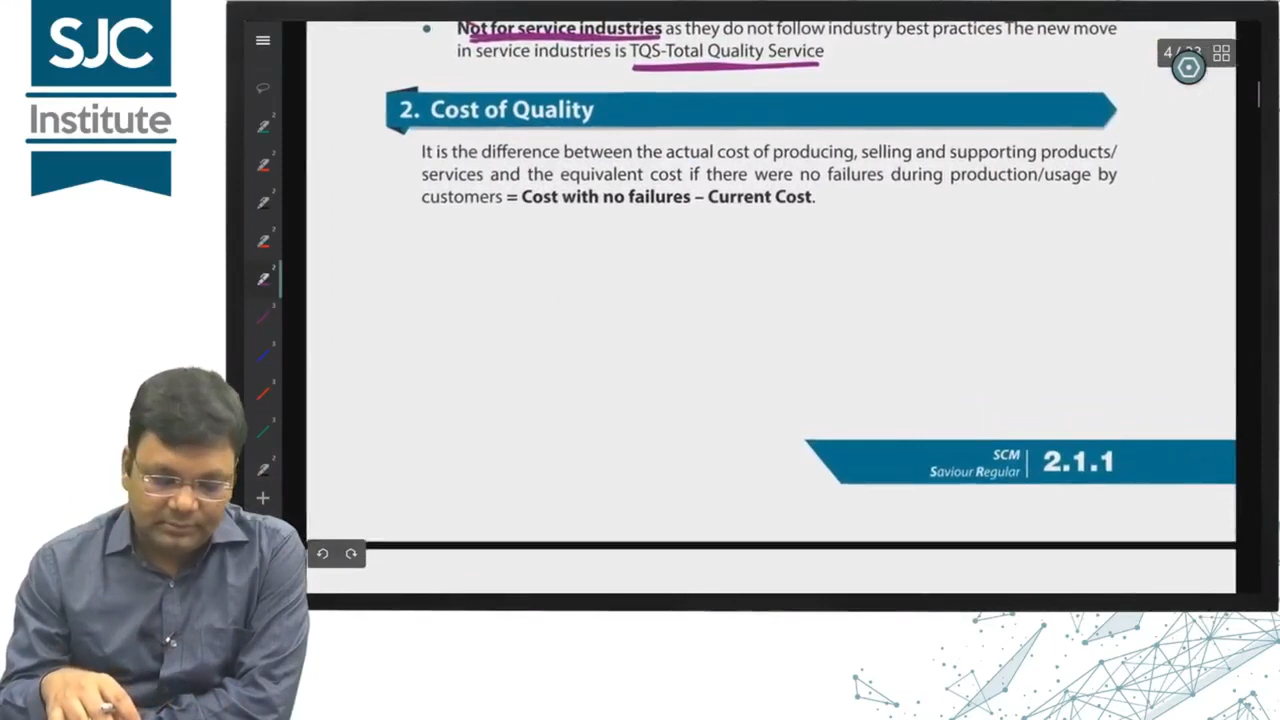 SJC
Institute
• Not for service industries as they do not follow industry best practices The new move
in service industries is TQS-Total Quality Service
4 / 23
2. Cost of Quality
It is the difference between the actual cost of producing, selling and supporting products/
services and the equivalent cost if there were no failures during production/usage by
customers = Cost with no failures – Current Cost.
SCM
Saviour Regular
2.1.1